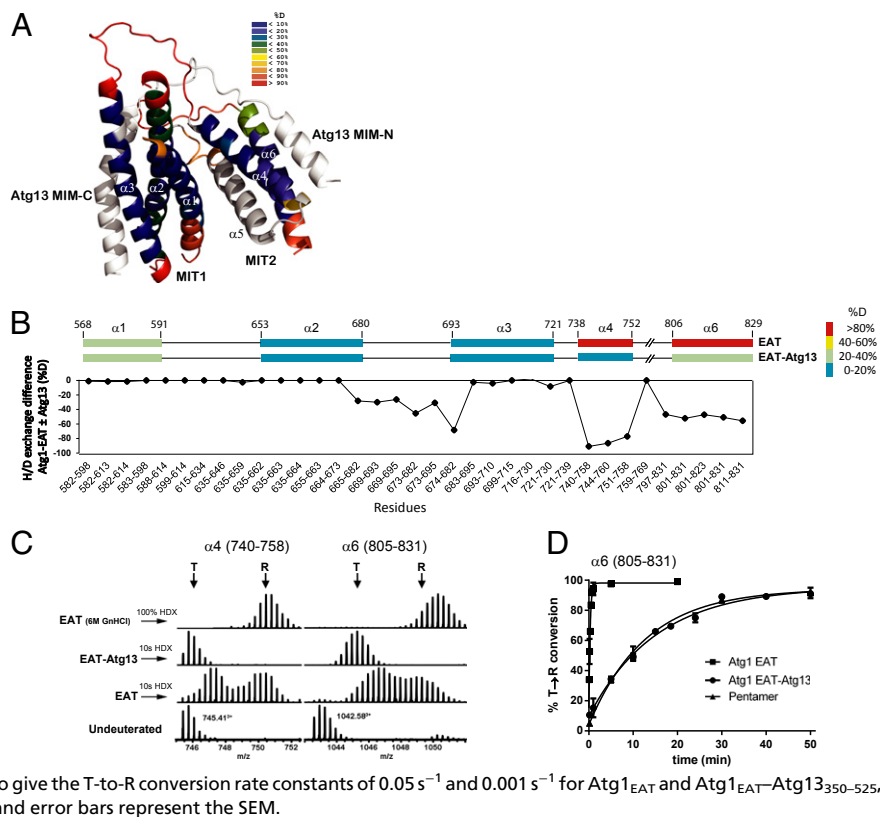 A
%D
< 10%
< 20%
< 30%
< 40%
< 50%
< 60%
< 70%
< 80%
< 90%
> 90%
Atg13 MIM-N
α6
α4
Atg13 MIM-C
α3
α2
α1
α5
MIT1
MIT2
B
568 α1 591 653 α2 680 693 α3 721 738 α4 752 806 α6 829
EAT
EAT-Atg13
%D
>80%
40-60%
20-40%
0-20%
H/D exchange difference
Atg1-EAT ± Atg13 (%D)
0
-20
-40
-60
-80
-100
582-598
582-613
582-614
583-598
588-614
599-614
615-634
635-646
635-659
635-662
635-663
635-664
655-663
664-673
665-682
669-693
669-695
673-682
673-695
674-682
683-695
693-710
699-715
716-730
721-730
721-739
740-758
744-760
751-758
759-769
797-831
801-831
801-823
801-831
811-831
Residues
C
α4 (740-758) α6 (805-831)
T R T R
EAT (6M GnHCl) 100% HDX
EAT-Atg13 10s HDX
EAT 10s HDX
Undeuterated
745.41²⁺
1042.58³⁺
746 748 750 752 1044 1046 1048 1050
m/z m/z
D
α6 (805-831)
% T→R conversion
100
80
60
40
20
0
Atg1 EAT
Atg1 EAT-Atg13
Pentamer
0 10 20 30 40 50
time (min)
o give the T-to-R conversion rate constants of 0.05 s⁻¹ and 0.001 s⁻¹ for Atg1EAT and Atg1EAT–Atg13350–525,
and error bars represent the SEM.